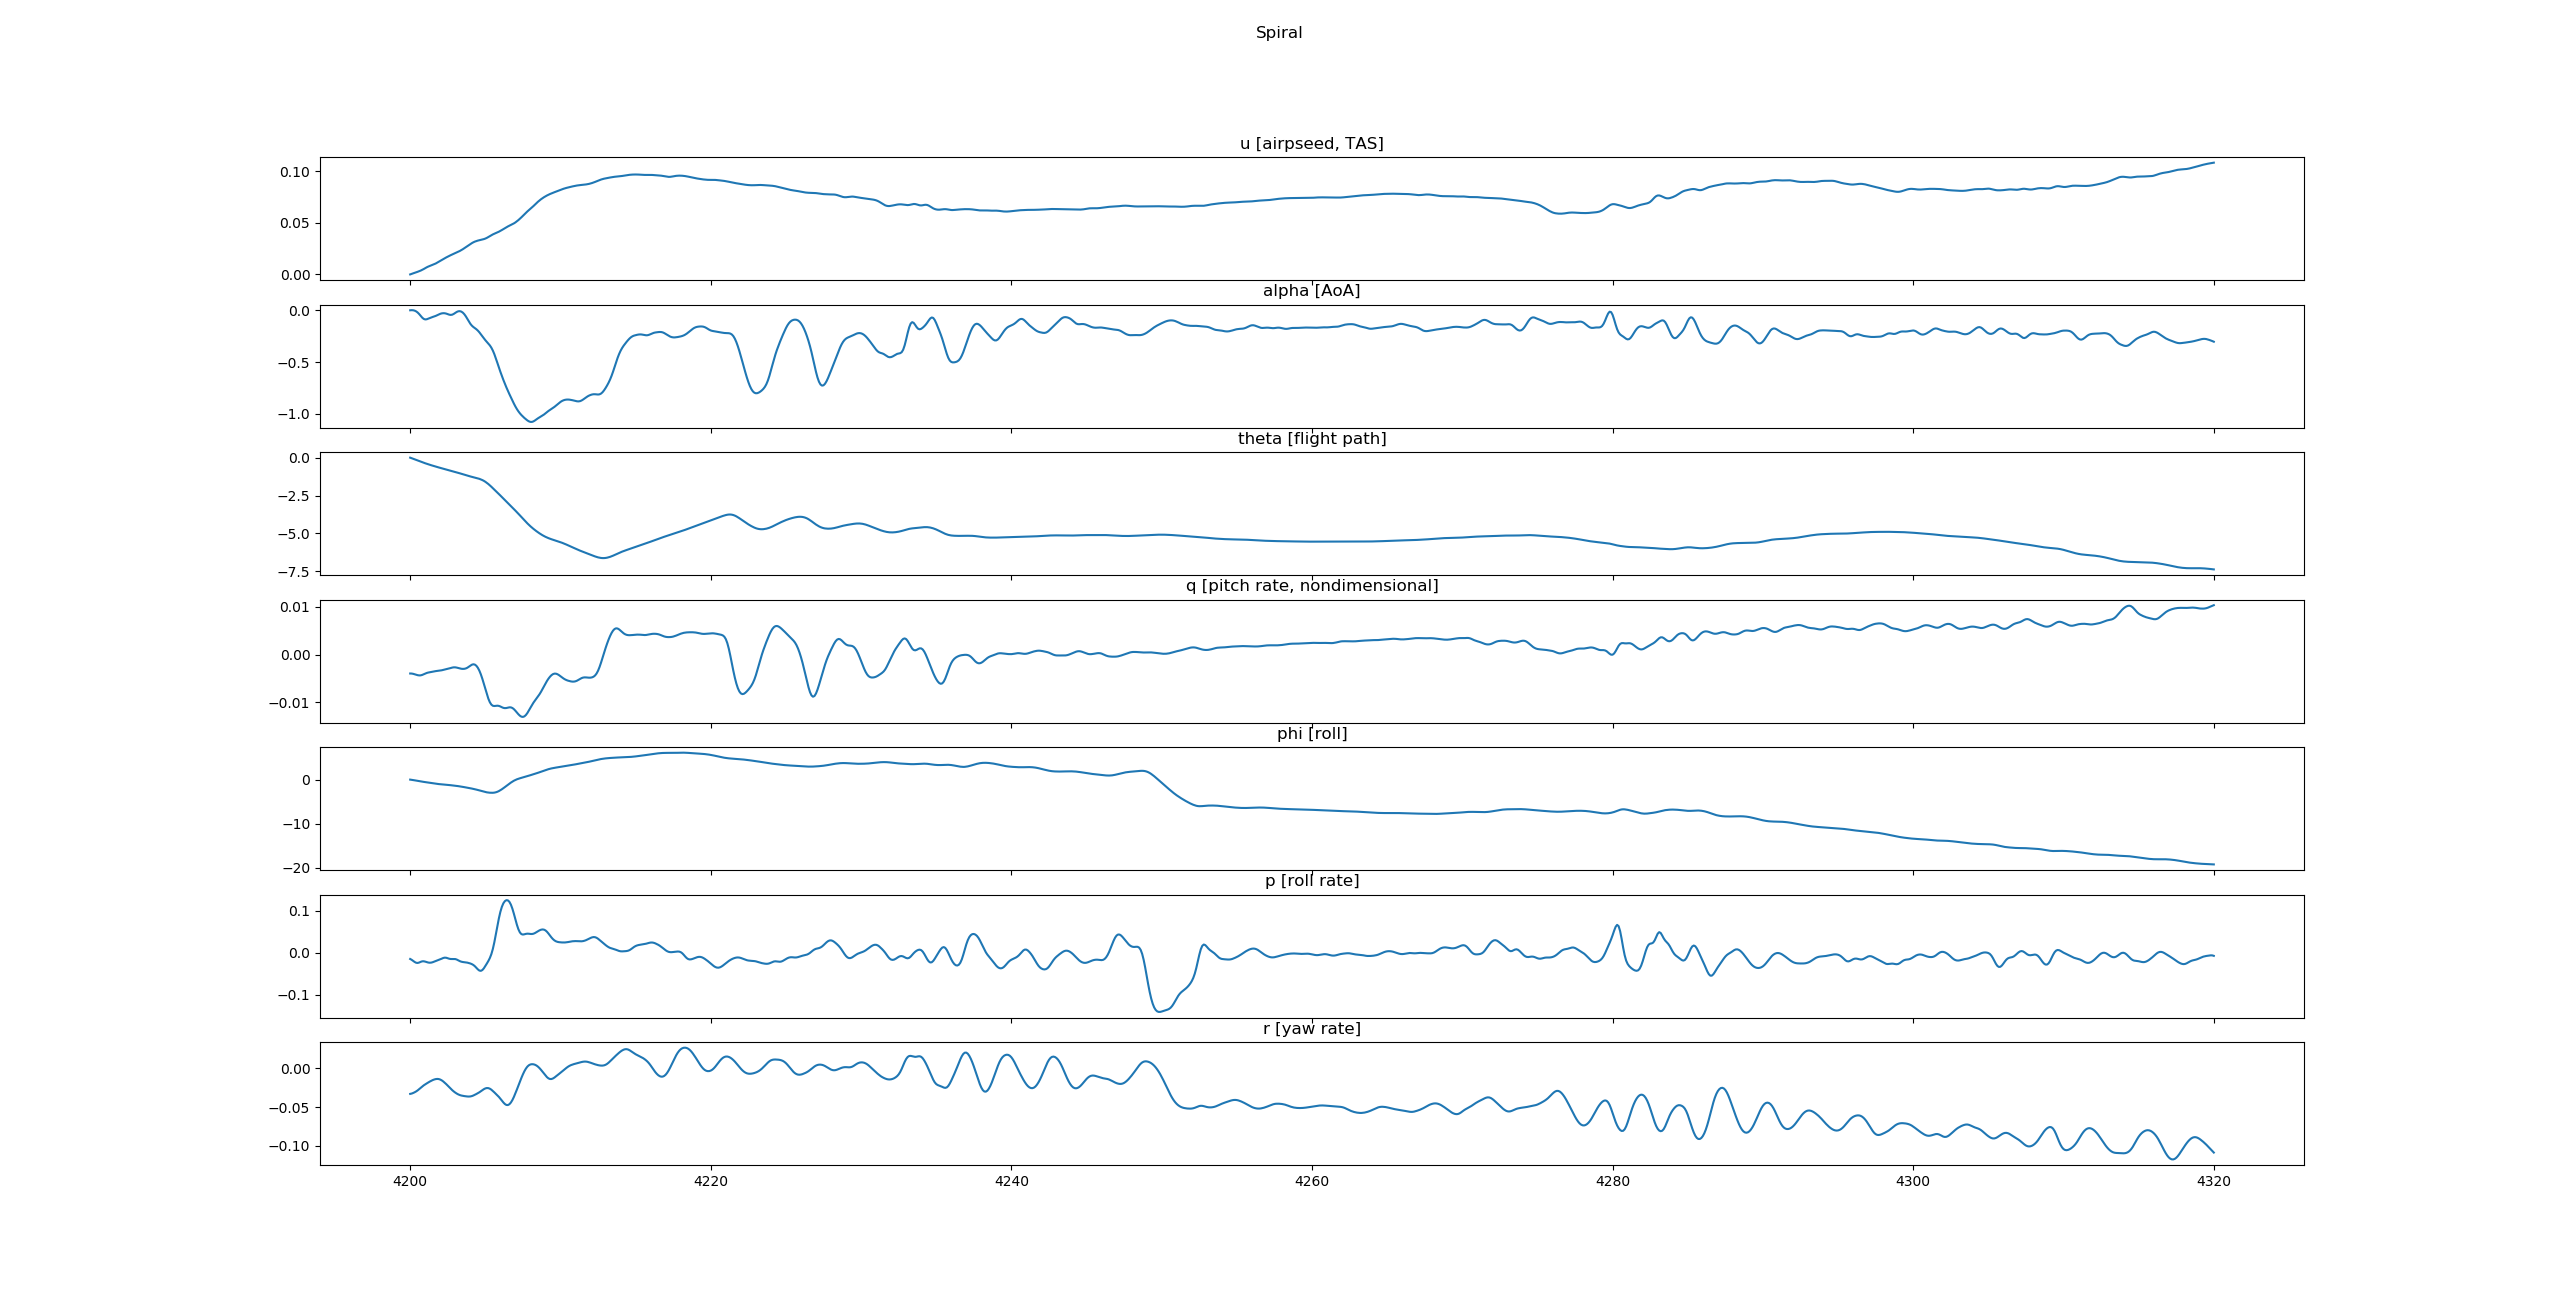 Spiral
u [airpseed, TAS]
0.10
0.05
0.00
alpha [AoA]
0.0
−0.5
−1.0
theta [flight path]
0.0
−2.5
−5.0
−7.5
q [pitch rate, nondimensional]
0.01
0.00
−0.01
phi [roll]
0
−10
−20
p [roll rate]
0.1
0.0
−0.1
r [yaw rate]
0.00
−0.05
−0.10
4200 4220 4240 4260 4280 4300 4320